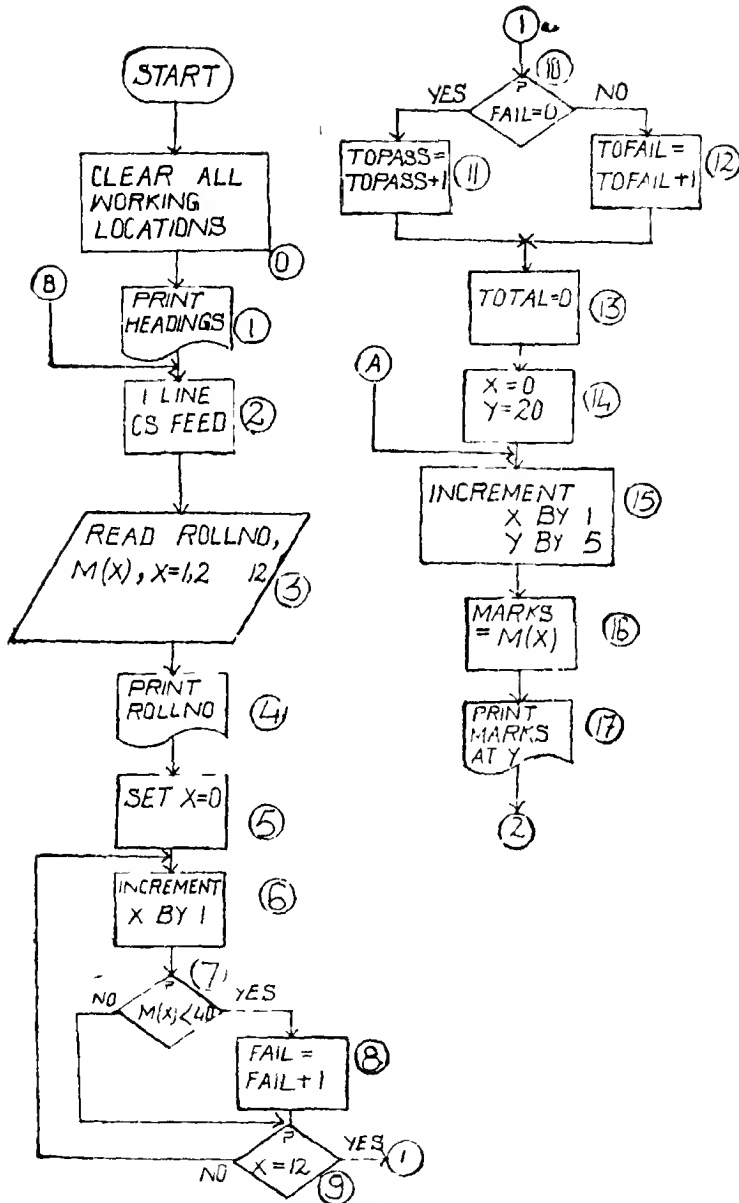 START
CLEAR ALL
WORKING
LOCATIONS
0
B
PRINT
HEADINGS
1
1 LINE
CS FEED
2
READ ROLLNO,
M(X), X=1,2 12
3
PRINT
ROLLNO
4
SET X=0
5
INCREMENT
X BY 1
6
(7)
?
NO
M(X)<40
YES
FAIL =
FAIL+1
8
?
NO
X=12
YES
1
9
1
10
?
YES
FAIL=0
NO
TOPASS=
TOPASS+1
11
TOFAIL=
TOFAIL+1
12
TOTAL=0
13
A
X=0
Y=20
14
INCREMENT
X BY 1
Y BY 5
15
MARKS
= M(X)
16
PRINT
MARKS
AT Y
17
2